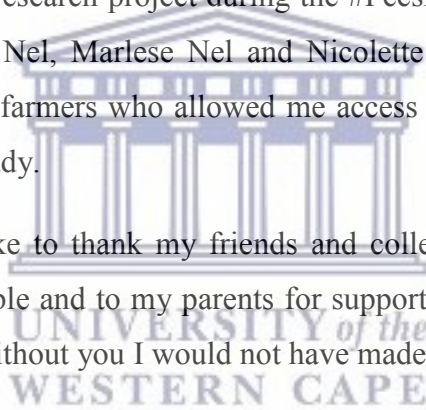 research project during the #Fees
Nel, Marlese Nel and Nicolette
farmers who allowed me access
dy.
ke to thank my friends and colle
ple and to my parents for support
UNIVERSITY of the
ithout you I would not have made
WESTERN CAPE